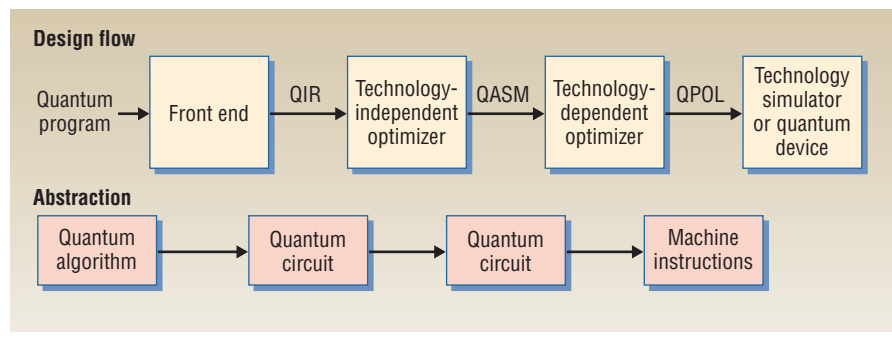 Design flow
Quantum
program
Front end
QIR
Technology-
independent
optimizer
QASM
Technology-
dependent
optimizer
QPOL
Technology
simulator
or quantum
device
Abstraction
Quantum
algorithm
Quantum
circuit
Quantum
circuit
Machine
instructions